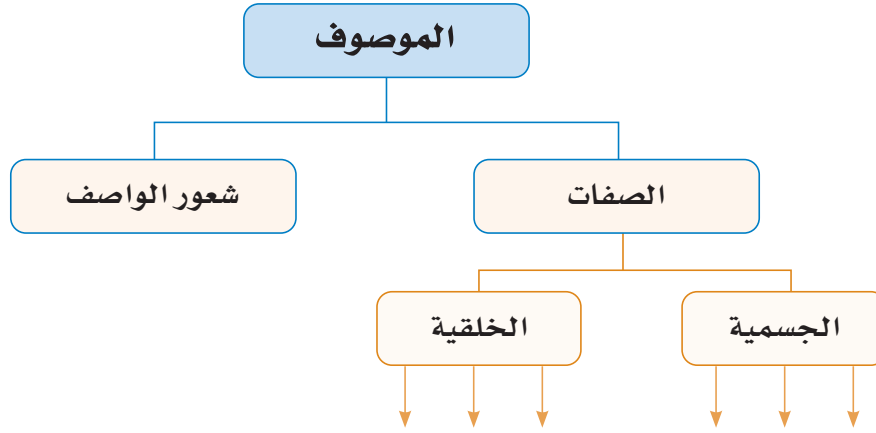 الموصوف
الصفات
شعور الواصف
الجسمية
الخلقية